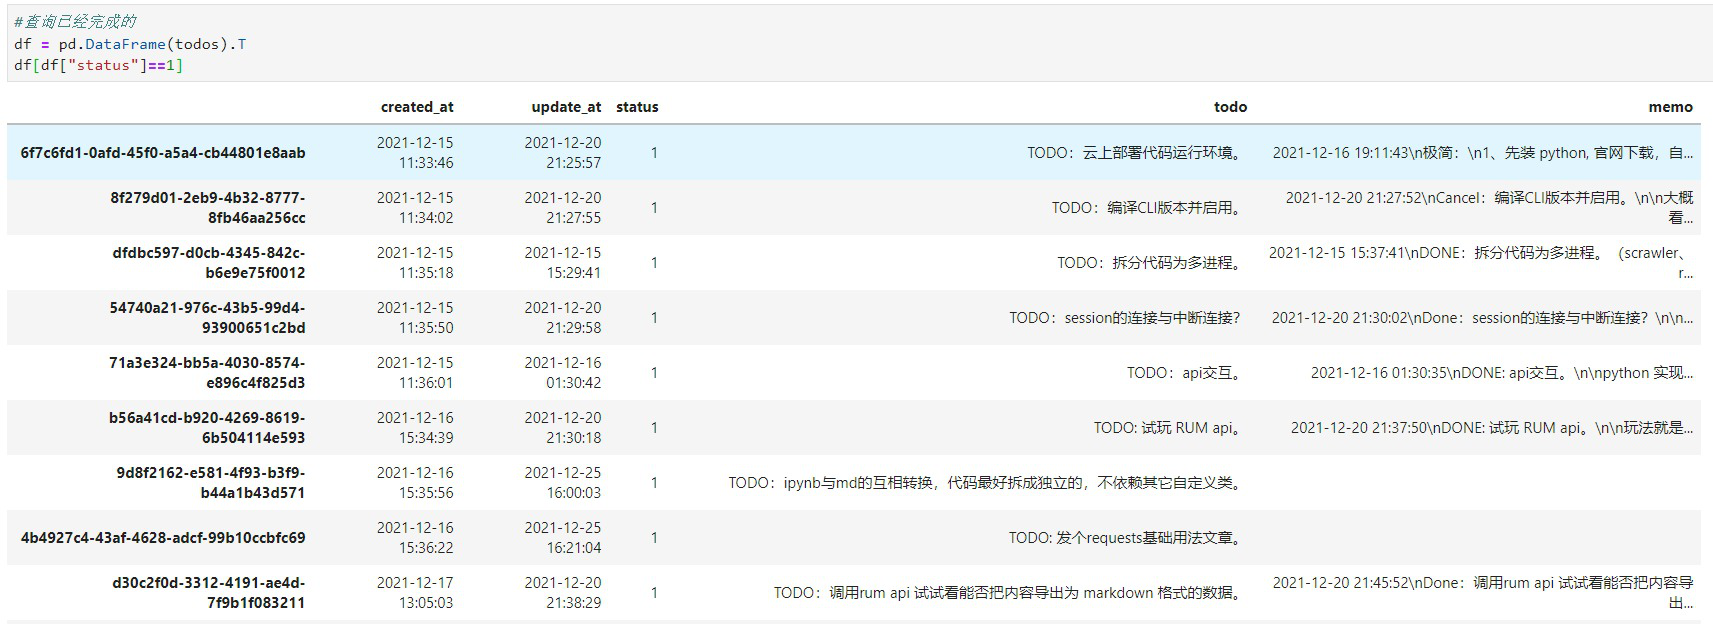 #查询已经完成的
df = pd.DataFrame(todos).T
df[df["status"]==1]
created_at update_at status todo memo
6f7c6fd1-0afd-45f0-a5a4-cb44801e8aab 2021-12-15 11:33:46 2021-12-20 21:25:57 1 TODO：云上部署代码运行环境。 2021-12-16 19:11:43\n极简：\n1、先装 python, 官网下载，自...
8f279d01-2eb9-4b32-8777-8fb46aa256cc 2021-12-15 11:34:02 2021-12-20 21:27:55 1 TODO：编译CLI版本并启用。 2021-12-20 21:27:52\nCancel：编译CLI版本并启用。\n\n大概看...
dfdbc597-d0cb-4345-842c-b6e9e75f0012 2021-12-15 11:35:18 2021-12-15 15:29:41 1 TODO：拆分代码为多进程。 2021-12-15 15:37:41\nDONE：拆分代码为多进程。（scrawler、r...
54740a21-976c-43b5-99d4-93900651c2bd 2021-12-15 11:35:50 2021-12-20 21:29:58 1 TODO：session的连接与中断连接？ 2021-12-20 21:30:02\nDone：session的连接与中断连接？\n\n...
71a3e324-bb5a-4030-8574-e896c4f825d3 2021-12-15 11:36:01 2021-12-16 01:30:42 1 TODO：api交互。 2021-12-16 01:30:35\nDONE: api交互。\n\npython 实现...
b56a41cd-b920-4269-8619-6b504114e593 2021-12-16 15:34:39 2021-12-20 21:30:18 1 TODO: 试玩 RUM api。 2021-12-20 21:37:50\nDONE: 试玩 RUM api。\n\n玩法就是...
9d8f2162-e581-4f93-b3f9-b44a1b43d571 2021-12-16 15:35:56 2021-12-25 16:00:03 1 TODO：ipynb与md的互相转换，代码最好拆成独立的，不依赖其它自定义类。
4b4927c4-43af-4628-adcf-99b10ccbfc69 2021-12-16 15:36:22 2021-12-25 16:21:04 1 TODO: 发个requests基础用法文章。
d30c2f0d-3312-4191-ae4d-7f9b1f083211 2021-12-17 13:05:03 2021-12-20 21:38:29 1 TODO：调用rum api 试试看能否把内容导出为 markdown 格式的数据。 2021-12-20 21:45:52\nDone：调用rum api 试试看能否把内容导出...